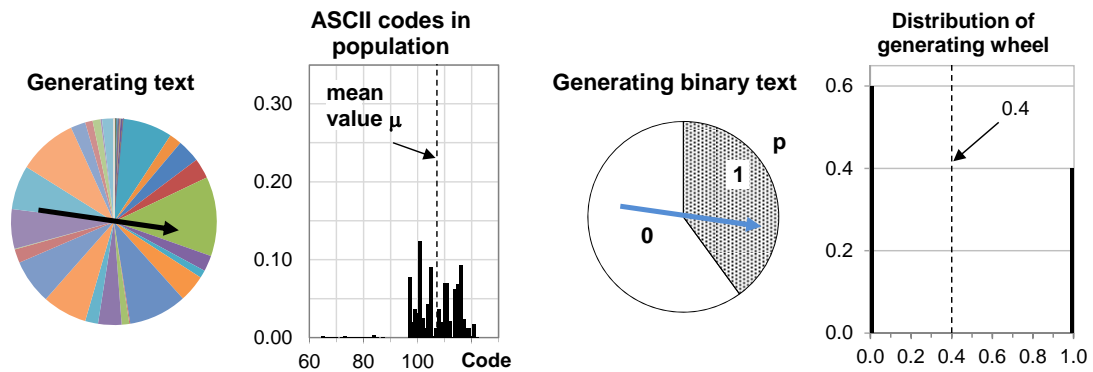 Generating text
ASCII codes in
population
mean
value μ
0.30
0.20
0.10
0.00
60
80
100
Code
Generating binary text
p
1
0
Distribution of
generating wheel
0.4
0.6
0.4
0.2
0.0
0.0 0.2 0.4 0.6 0.8 1.0